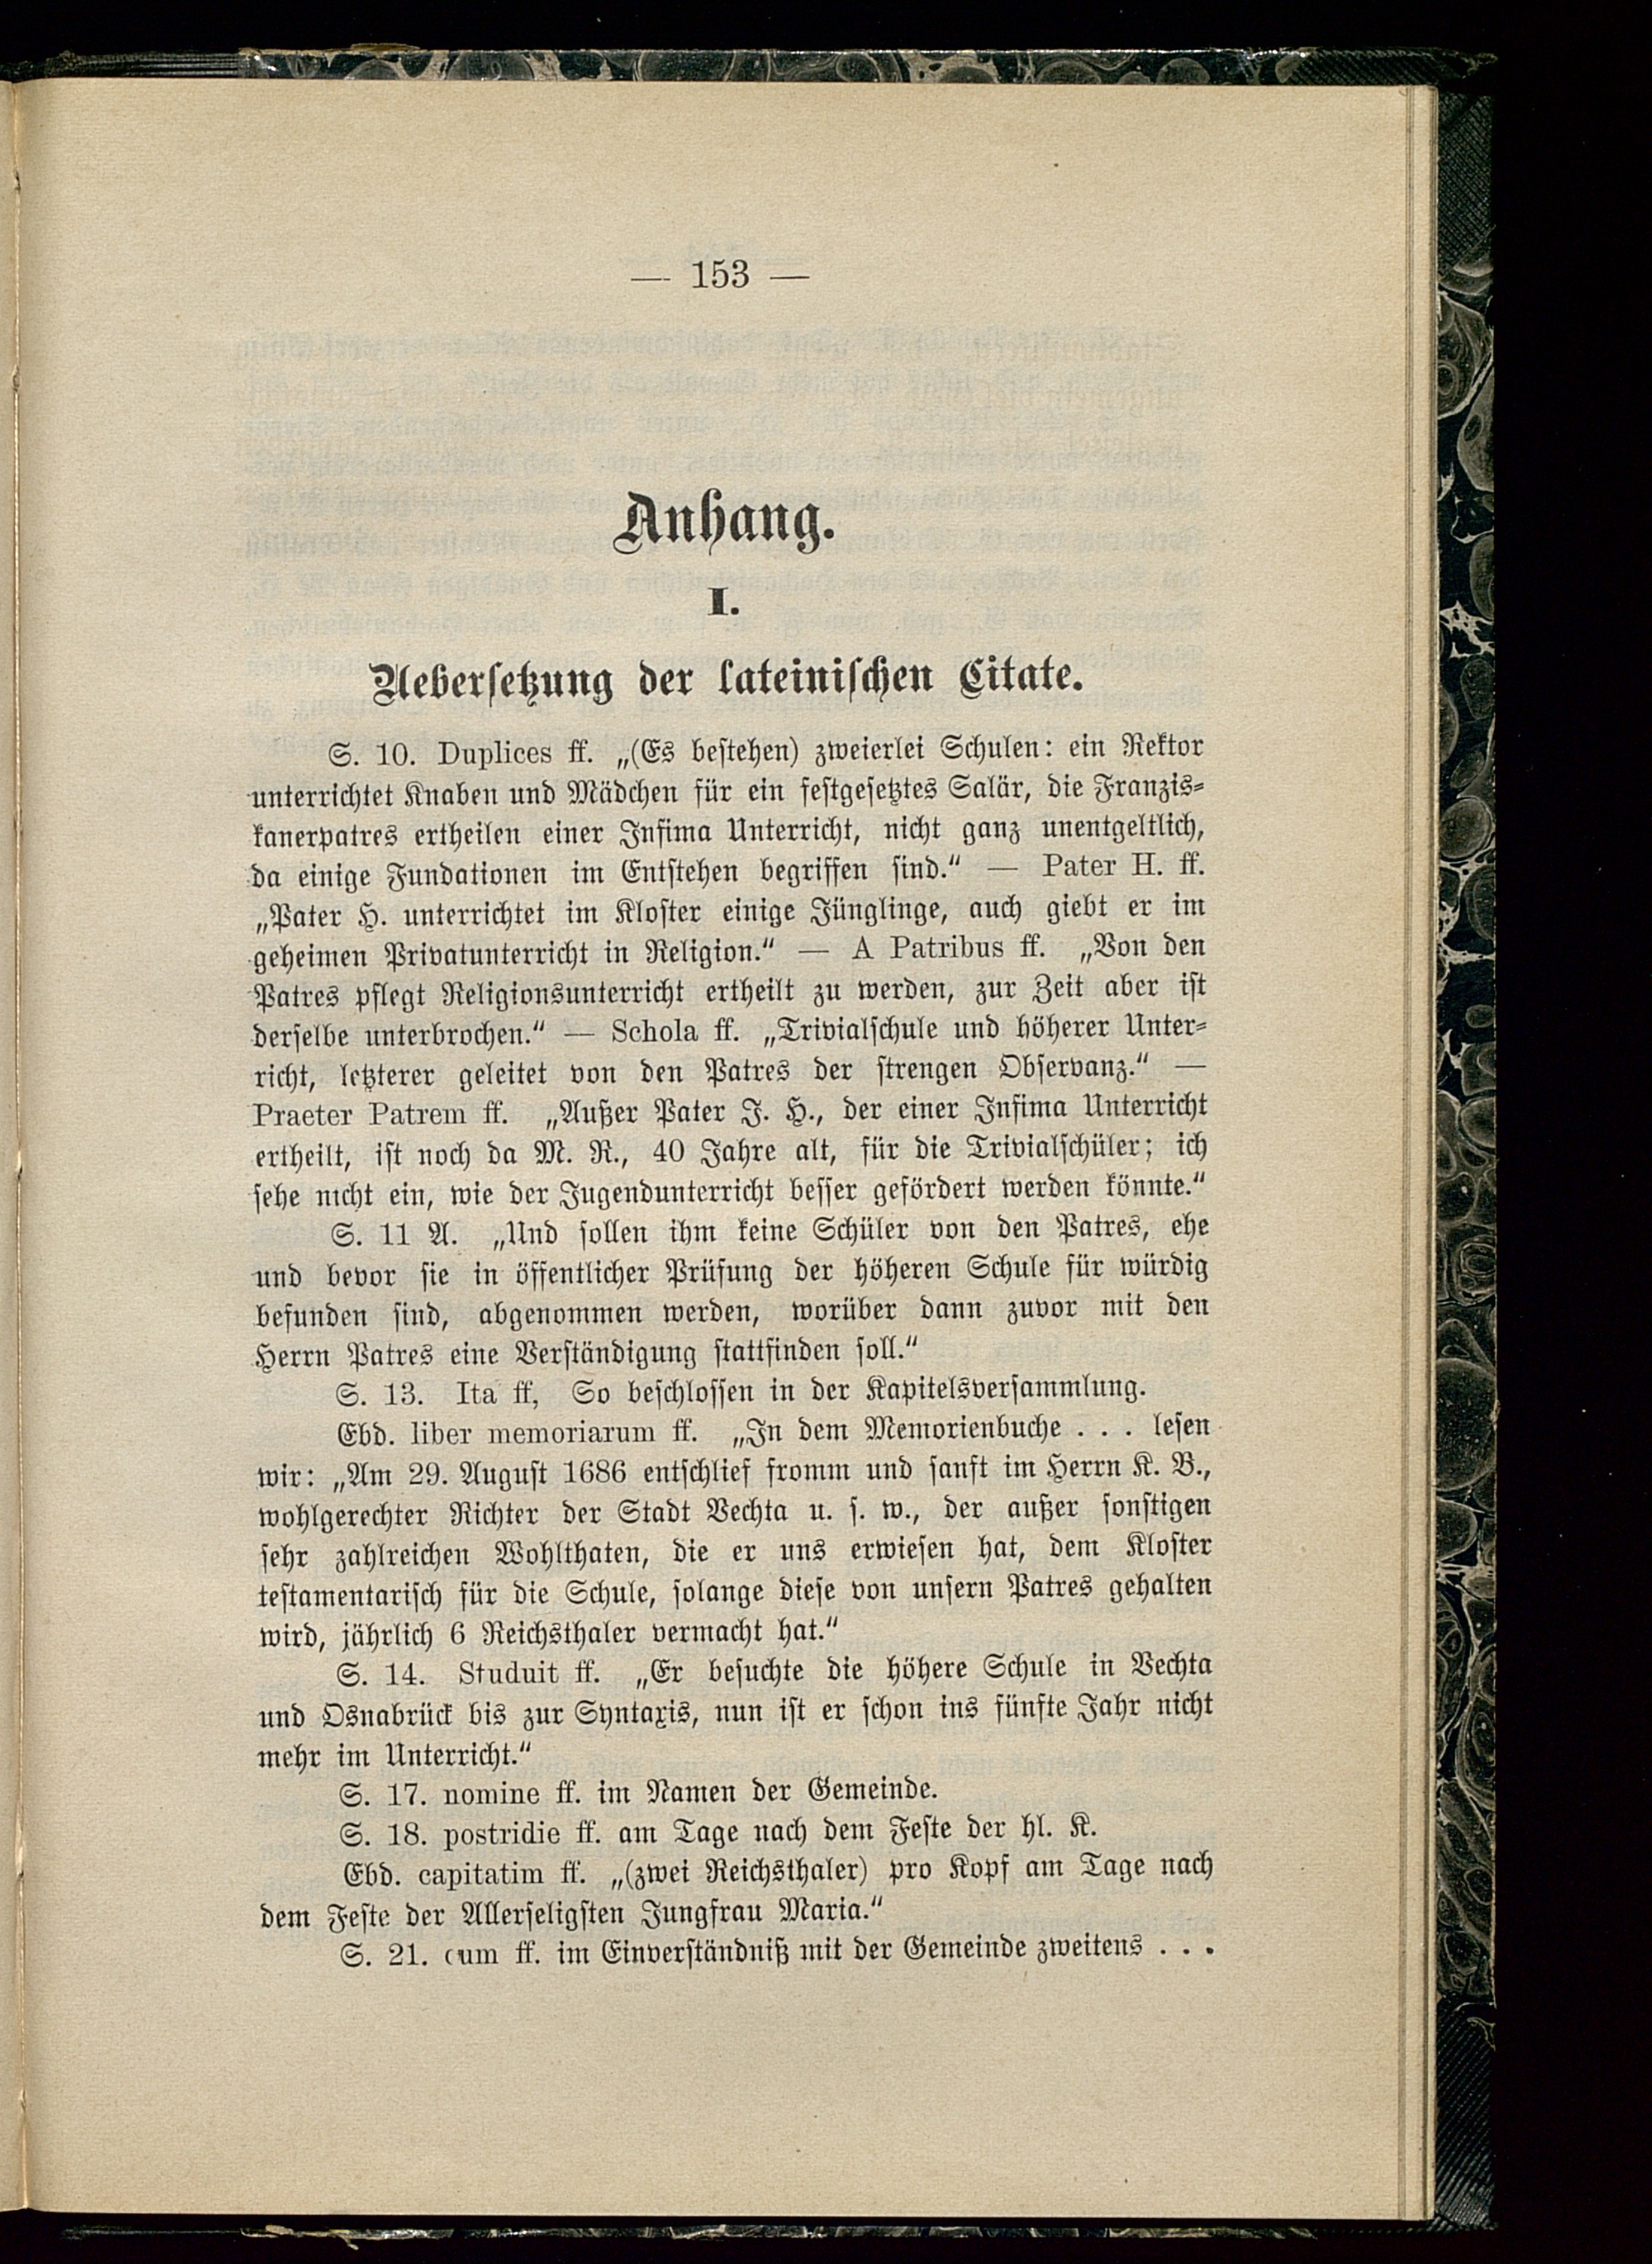 — 153 —
Anhang.
I.
Uebersetzung der lateinischen Citate.
S. 10. Duplices ff. „(Es bestehen) zweierlei Schulen: ein Rektor
unterrichtet Knaben und Mädchen für ein festgesetztes Salär, die Franzis-
kanerpatres ertheilen einer Infima Unterricht, nicht ganz unentgeltlich,
da einige Fundationen im Entstehen begriffen sind.“ — Pater H. ff.
„Pater H. unterrichtet im Kloster einige Jünglinge, auch giebt er im
geheimen Privatunterricht in Religion.“ — A Patribus ff. „Von den
Patres pflegt Religionsunterricht ertheilt zu werden, zur Zeit aber ist
derselbe unterbrochen.“ — Schola ff. „Trivialschule und höherer Unter-
richt, letzterer geleitet von den Patres der strengen Observanz.“ —
Praeter Patrem ff. „Außer Pater J. H., der einer Infima Unterricht
ertheilt, ist noch da M. R., 40 Jahre alt, für die Trivialschüler; ich
sehe nicht ein, wie der Jugendunterricht besser gefördert werden könnte.“
S. 11 A. „Und sollen ihm keine Schüler von den Patres, ehe
und bevor sie in öffentlicher Prüfung der höheren Schule für würdig
befunden sind, abgenommen werden, worüber dann zuvor mit den
Herrn Patres eine Verständigung stattfinden soll.“
S. 13. Ita ff, So beschlossen in der Kapitelsversammlung.
Ebd. liber memoriarum ff. „In dem Memorienbuche . . . lesen
wir: „Am 29. August 1686 entschlief fromm und sanft im Herrn K. B.,
wohlgerechter Richter der Stadt Vechta u. s. w., der außer sonstigen
sehr zahlreichen Wohlthaten, die er uns erwiesen hat, dem Kloster
testamentarisch für die Schule, solange diese von unsern Patres gehalten
wird, jährlich 6 Reichsthaler vermacht hat.“
S. 14. Studuit ff. „Er besuchte die höhere Schule in Vechta
und Osnabrück bis zur Syntaxis, nun ist er schon ins fünfte Jahr nicht
mehr im Unterricht.“
S. 17. nomine ff. im Namen der Gemeinde.
S. 18. postridie ff. am Tage nach dem Feste der hl. K.
Ebd. capitatim ff. „(zwei Reichsthaler) pro Kopf am Tage nach
dem Feste der Allerseligsten Jungfrau Maria.“
S. 21. cum ff. im Einverständniß mit der Gemeinde zweitens . . .